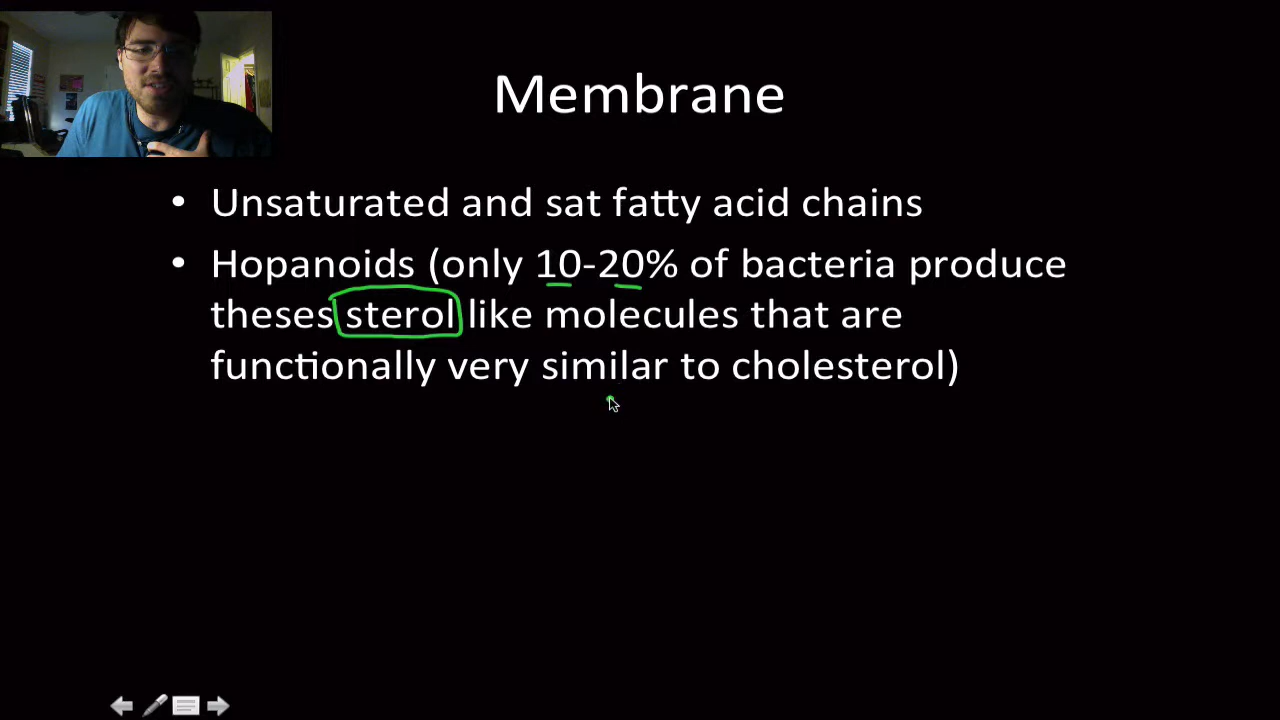 Membrane
• Unsaturated and sat fatty acid chains
• Hopanoids (only 10-20% of bacteria produce
theses sterol like molecules that are
functionally very similar to cholesterol)